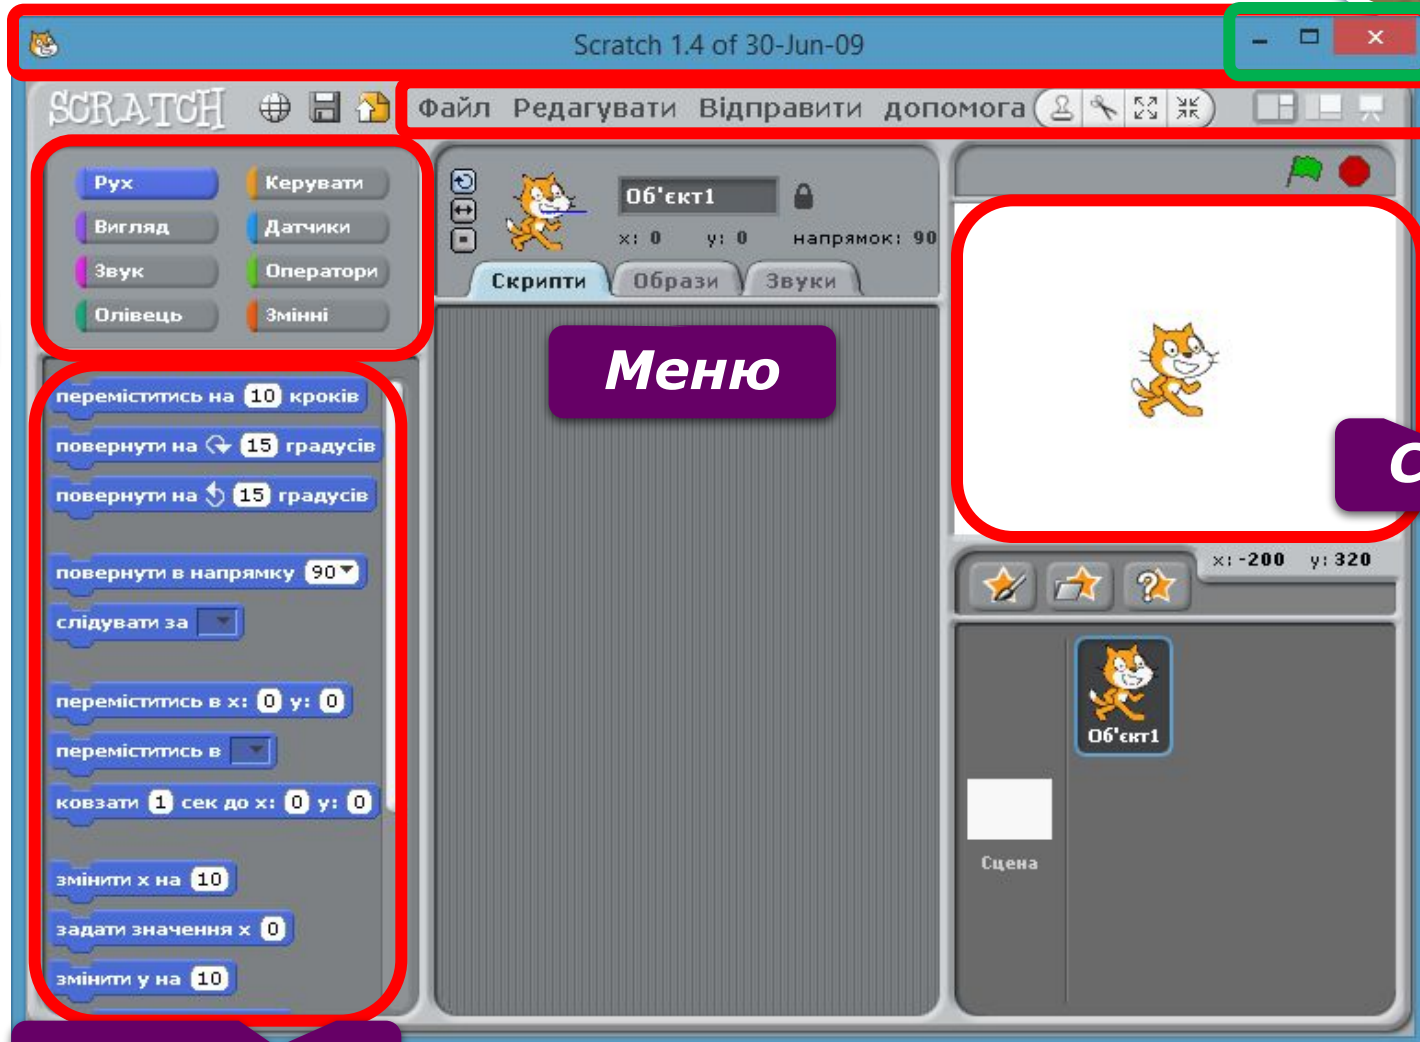 Scratch 1.4 of 30-Jun-09
SCRATCH Файл Редагувати Відправити допомога
Рух Керувати
Вигляд Датчики
Звук Оператори
Олівець Змінні
Об'єкт1
x: 0 y: 0 напрямок: 90
Скрипти Образи Звуки
Меню
переміститись на 10 кроків
повернути на 15 градусів
повернути на 15 градусів
повернути в напрямку 90
слідувати за
переміститись в x: 0 y: 0
переміститись в
ковзати 1 сек до x: 0 y: 0
змінити x на 10
задати значення x 0
змінити y на 10
x: -200 y: 320
Об'єкт1
Сцена